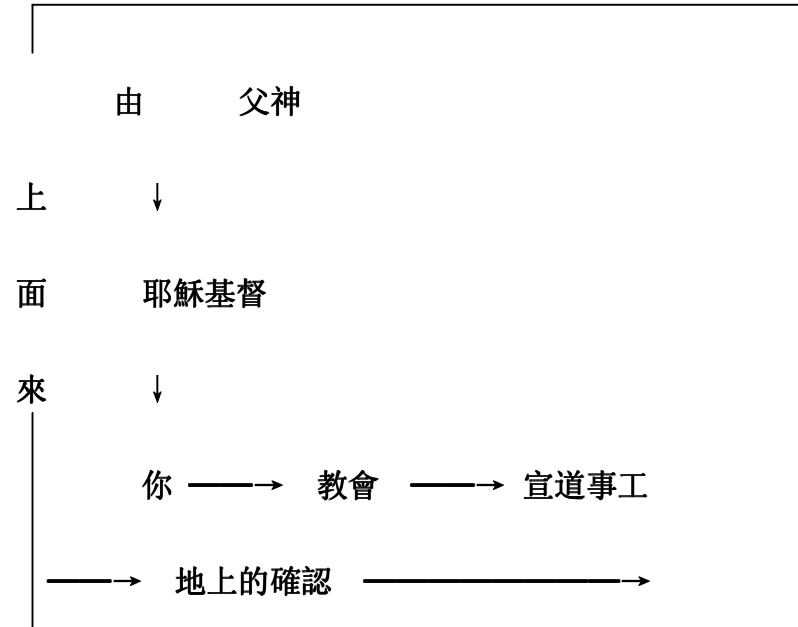 由 父神
上 ↓
面 耶穌基督
來 ↓
你 ——→ 教會 ——→ 宣道事工
——→ 地上的確認 ————————→